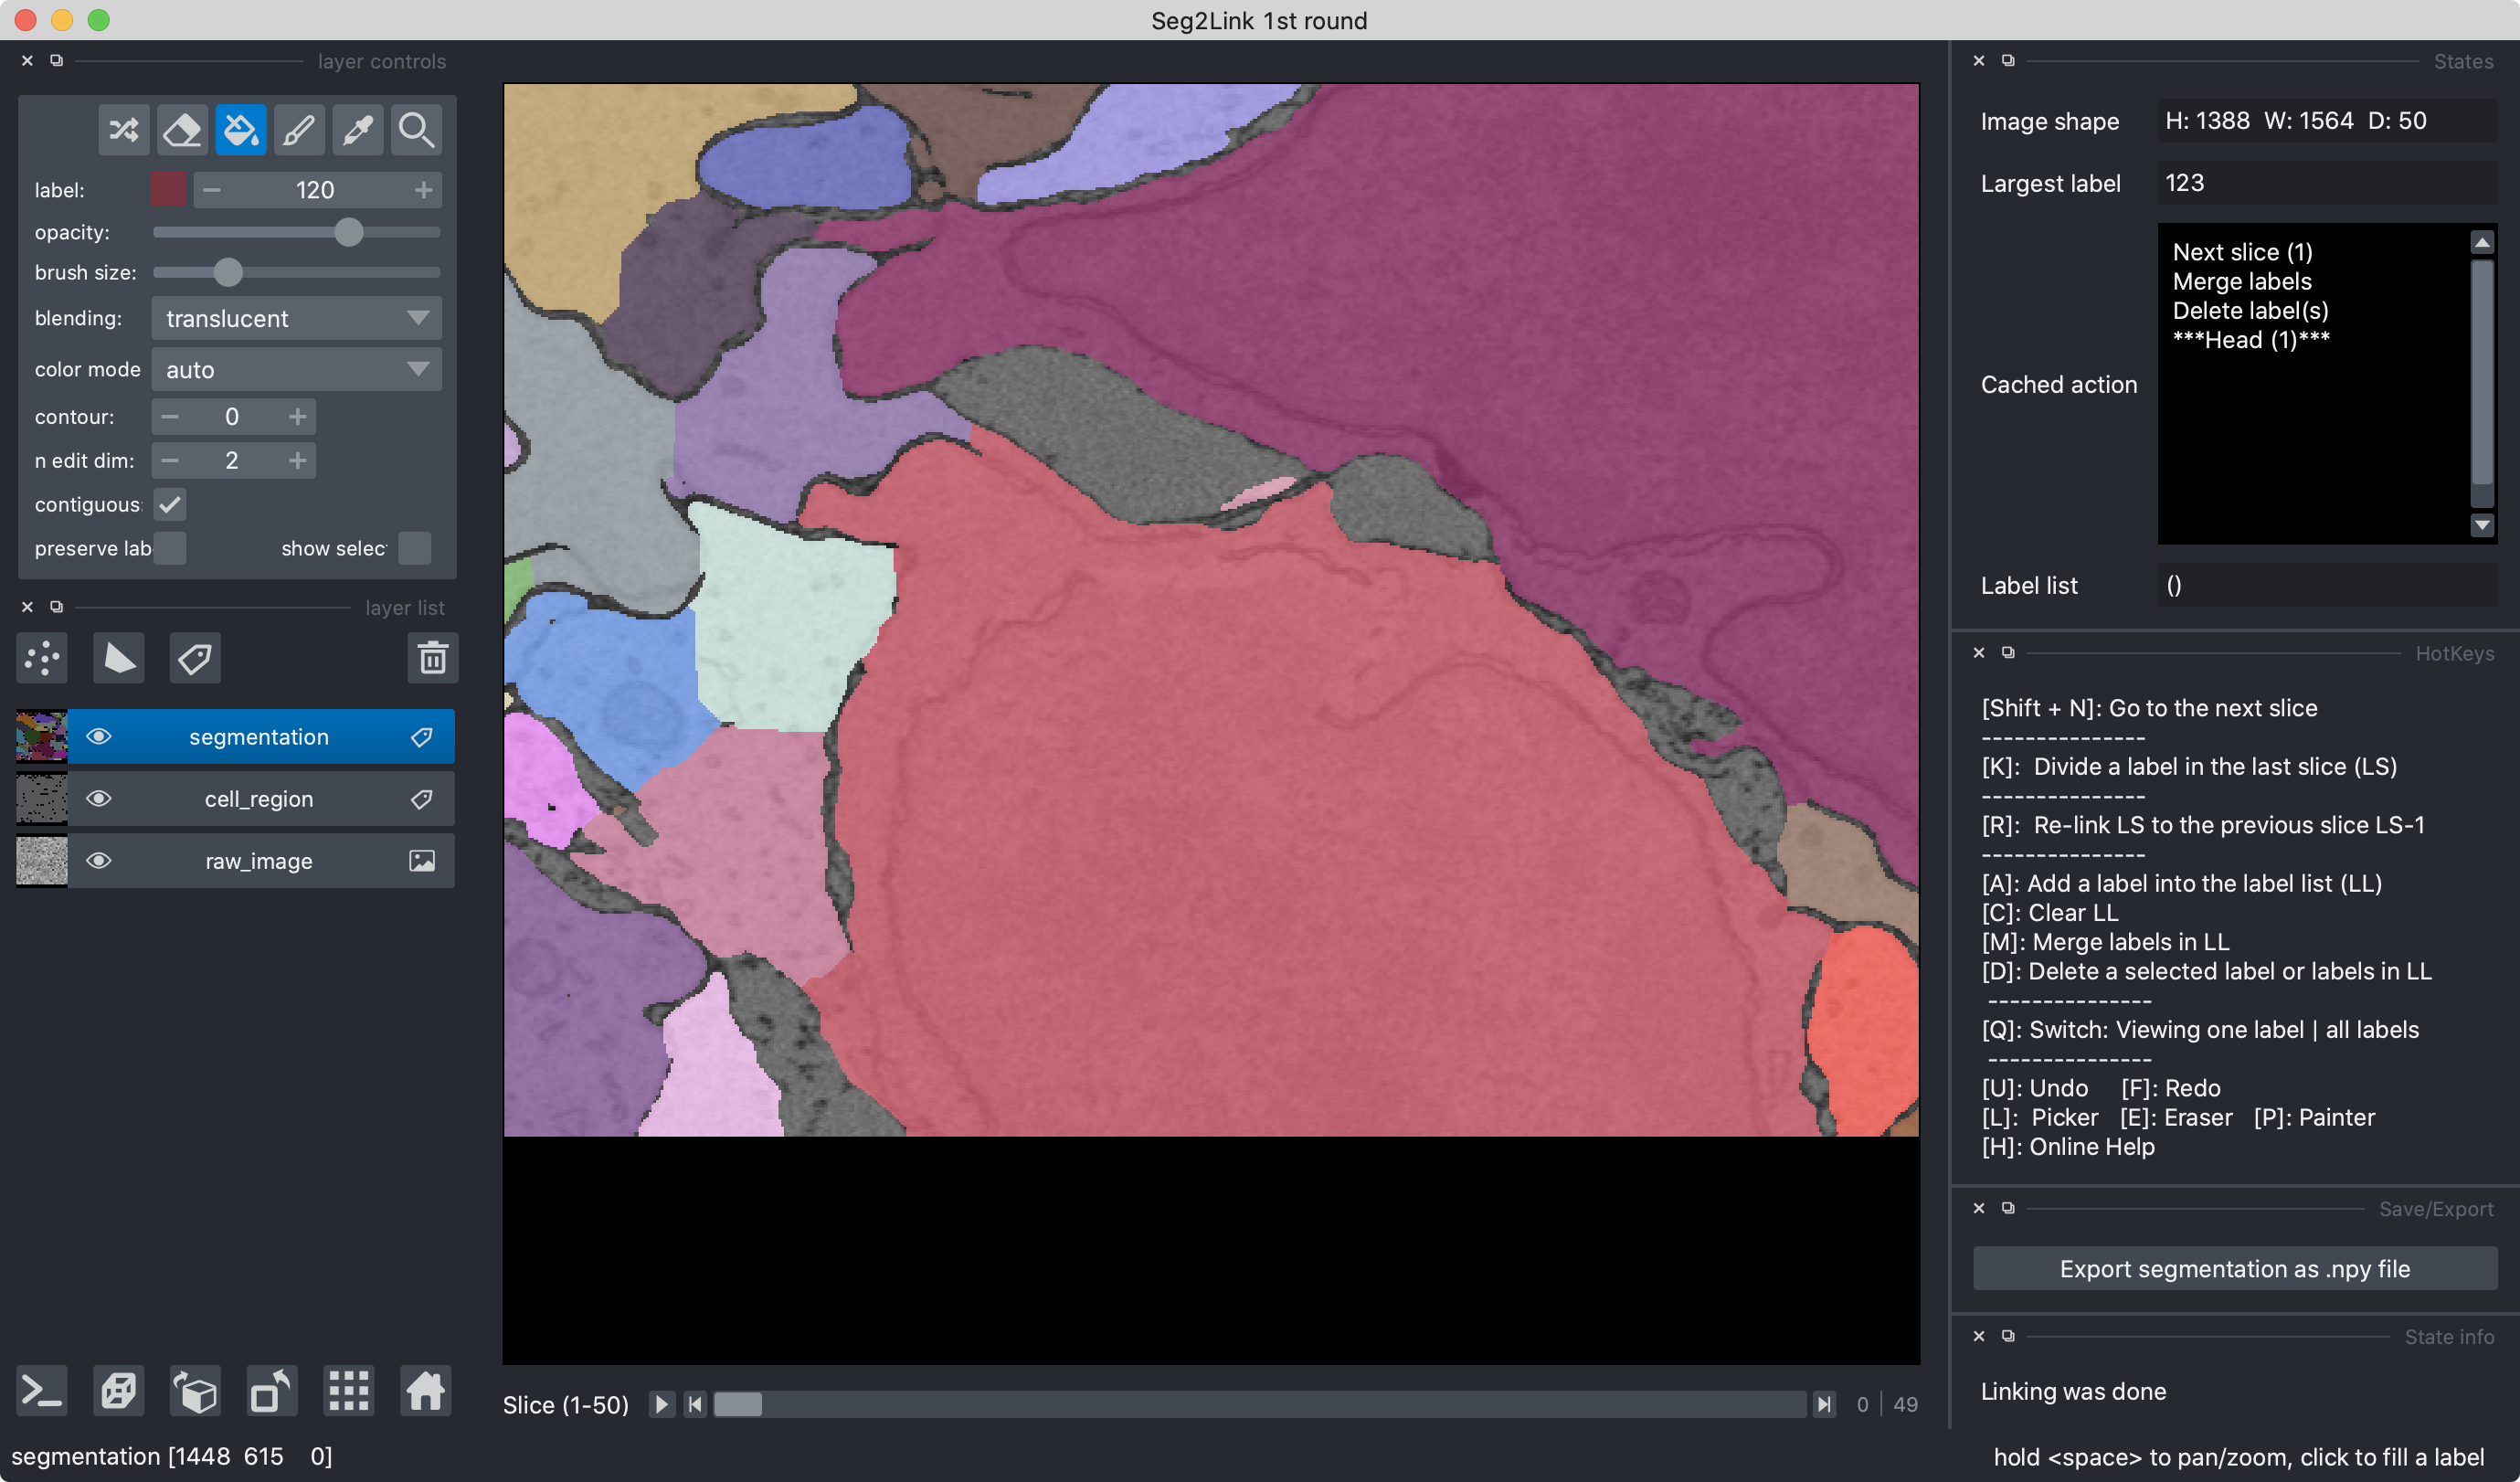 Seg2Link 1st round
layer controls
label:
120
opacity:
brush size:
blending:
translucent
color mode
auto
contour:
0
n edit dim:
2
contiguous:
preserve lab
show selec
layer list
segmentation
cell_region
raw_image
Slice (1-50)
0
49
segmentation [1448 615 0]
States
Image shape
H: 1388 W: 1564 D: 50
Largest label
123
Cached action
Next slice (1)
Merge labels
Delete label(s)
***Head (1)***
Label list
()
HotKeys
[Shift + N]: Go to the next slice
---------------
[K]: Divide a label in the last slice (LS)
---------------
[R]: Re-link LS to the previous slice LS-1
---------------
[A]: Add a label into the label list (LL)
[C]: Clear LL
[M]: Merge labels in LL
[D]: Delete a selected label or labels in LL
---------------
[Q]: Switch: Viewing one label | all labels
---------------
[U]: Undo [F]: Redo
[L]: Picker [E]: Eraser [P]: Painter
[H]: Online Help
Save/Export
Export segmentation as .npy file
State info
Linking was done
hold <space> to pan/zoom, click to fill a label